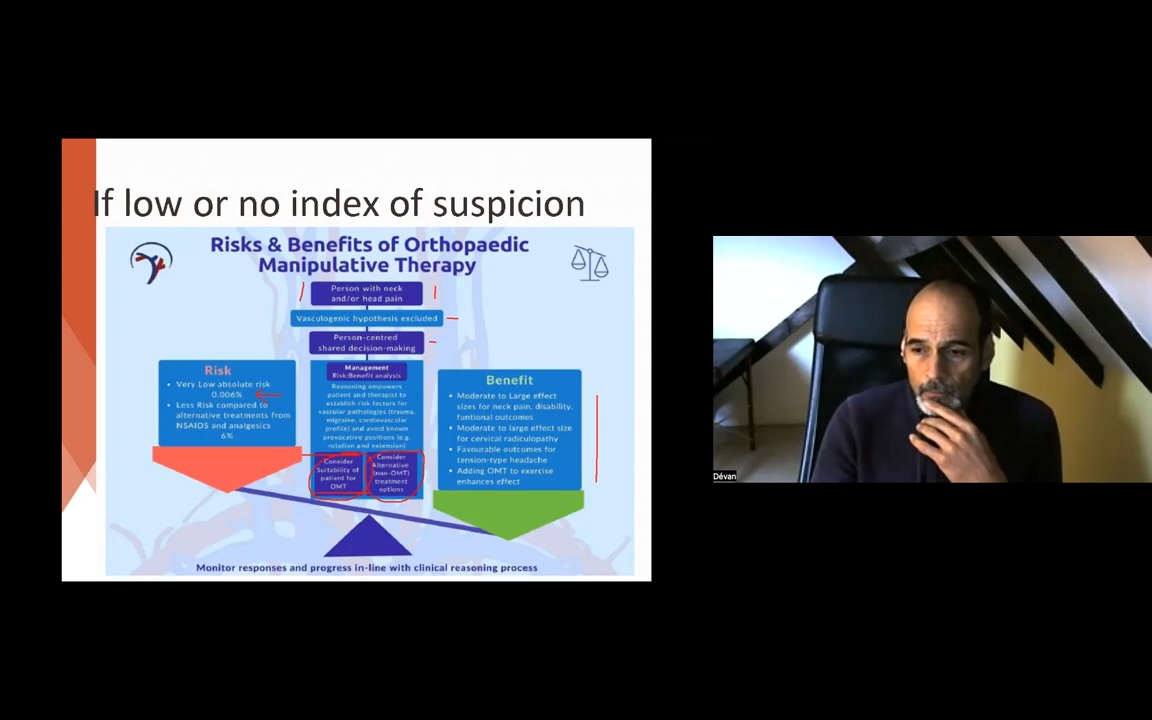 If low or no index of suspicion
Risks & Benefits of Orthopaedic
Manipulative Therapy
Person with neck
and/or head pain
Vasculogenic hypothesis excluded
Person-centred
shared decision-making
Risk
• Very Low absolute risk
0.006%
• Less Risk compared to
alternative treatments from
NSAIDS and analgesics
6%
Management
Risk:Benefit analysis
Reasoning empowers
patient and therapist to
establish risk factors for
vascular pathologies (trauma,
migraine, cardiovascular
profile) and avoid known
provocative positions (e.g.
rotation and extension)
Consider
Suitability of
patient for
OMT
Consider
Alternative
(non-OMT)
treatment
options
Benefit
• Moderate to Large effect
sizes for neck pain, disability,
funtional outcomes
• Moderate to large effect size
for cervical radiculopathy
• Favourable outcomes for
tension-type headache
• Adding OMT to exercise
enhances effect
Monitor responses and progress in-line with clinical reasoning process
Dévan